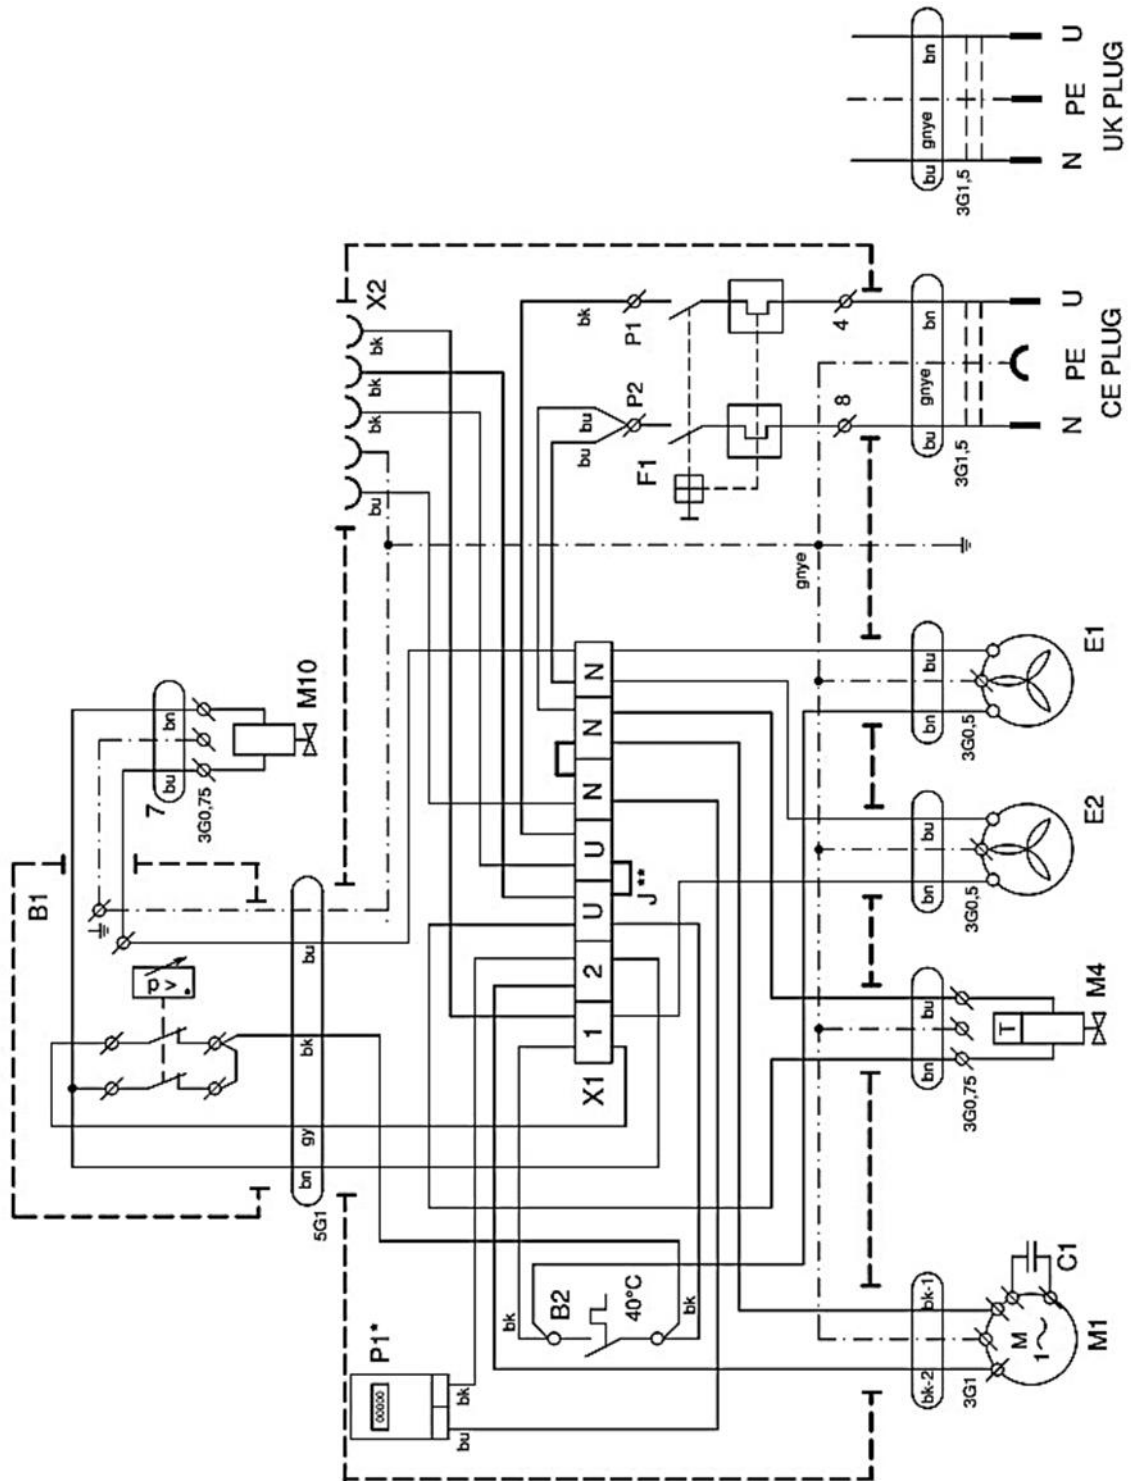 B1
p v
7
bu
bn
3G0,75
M10
5G1
bn
gy
bk
bu
bu
bk
bk
bk
X2
P1*
00000
bu
bk
bk
B2
40°C
bk
X1
1
2
U
U
N
N
N
J**
bu
bu
bk
P2
P1
F1
8
4
gnye
bk-2
bk-1
3G1
M
1~
M1
C1
bn
bu
3G0,75
T
M4
bn
bu
3G0,5
E2
bn
bu
3G0,5
E1
bu
gnye
bn
3G1,5
N
PE
U
CE PLUG
bu
gnye
bn
3G1,5
N
PE
U
UK PLUG